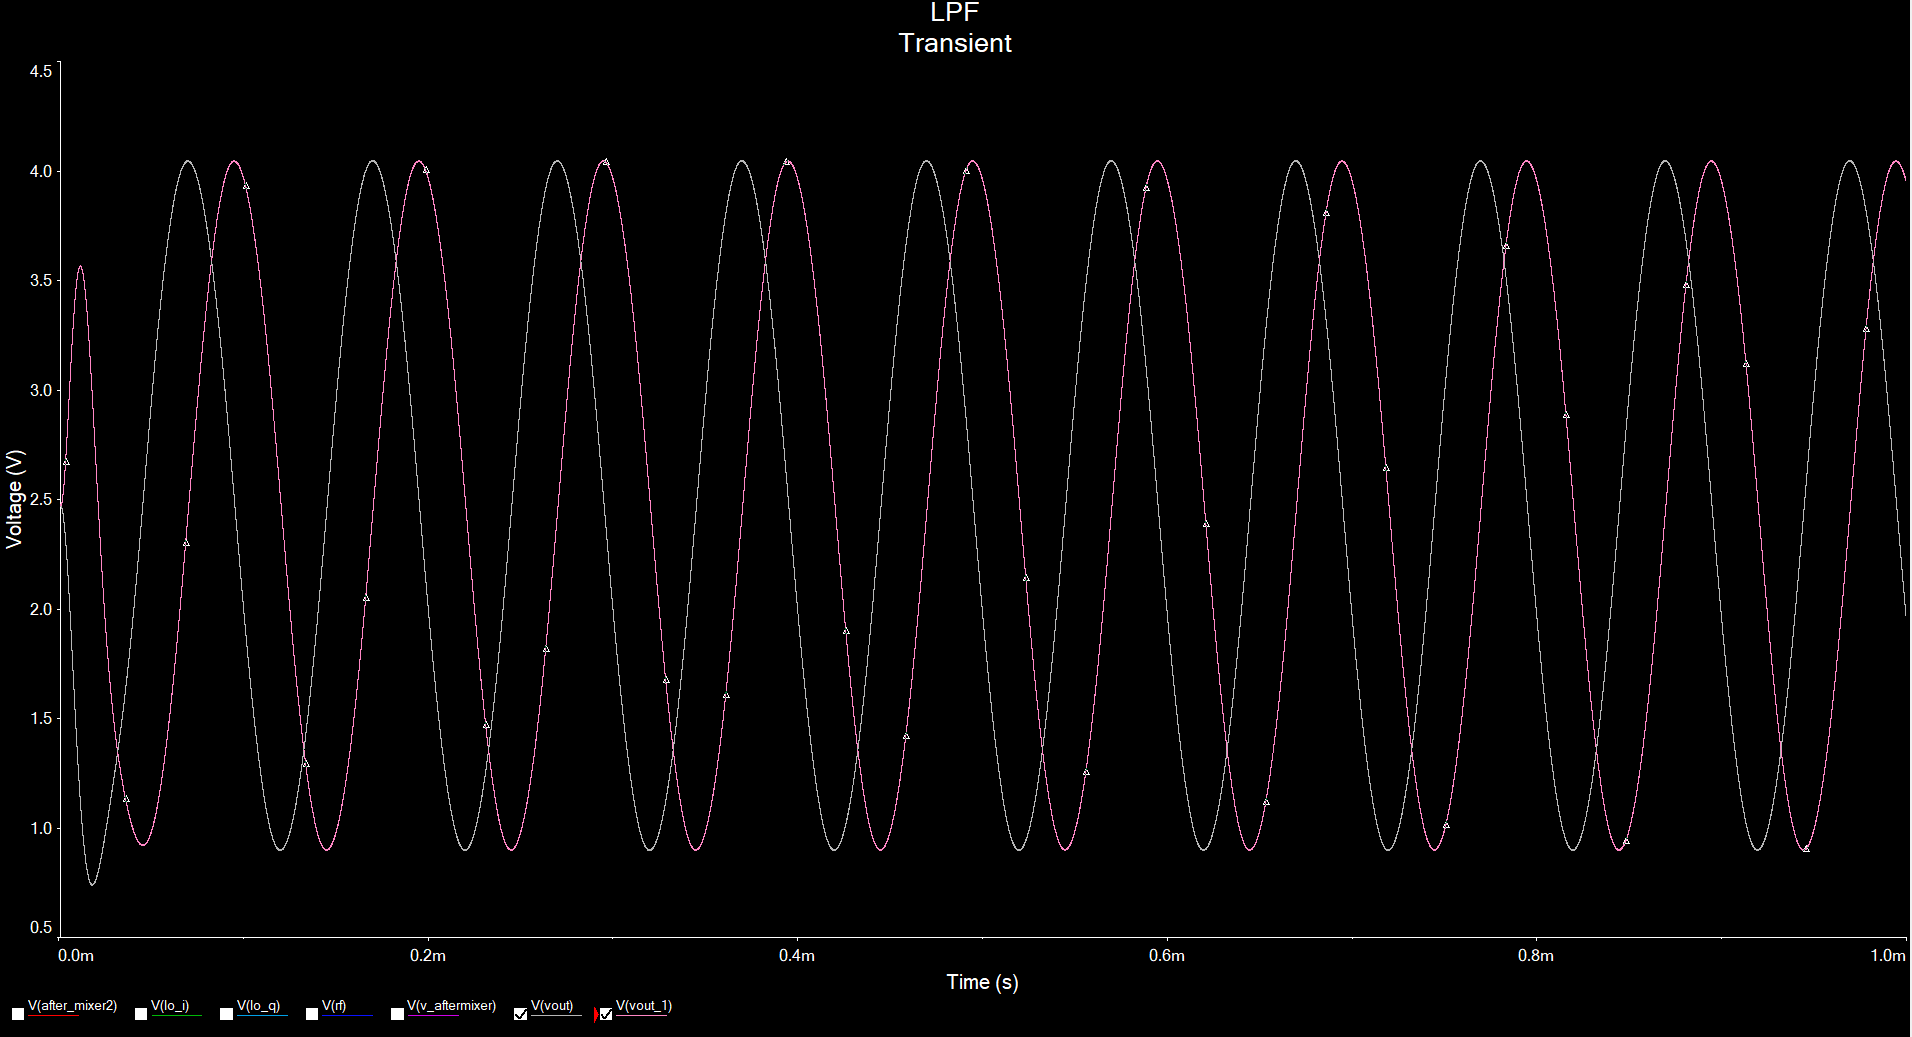 LPF
Transient
4.5
4.0
3.5
3.0
2.5
2.0
1.5
1.0
0.5
Voltage (V)
0.0m 0.2m 0.4m 0.6m 0.8m 1.0m
Time (s)
V(after_mixer2) V(lo_i) V(lo_q) V(rf) V(v_aftermixer) V(vout) V(vout_1)